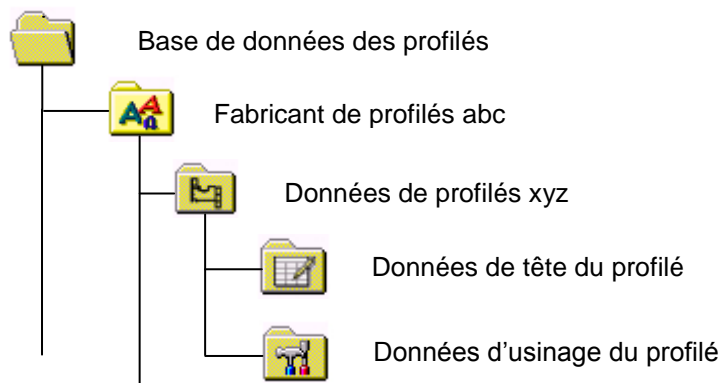 Base de données des profilés
Fabricant de profilés abc
Données de profilés xyz
Données de tête du profilé
Données d’usinage du profilé